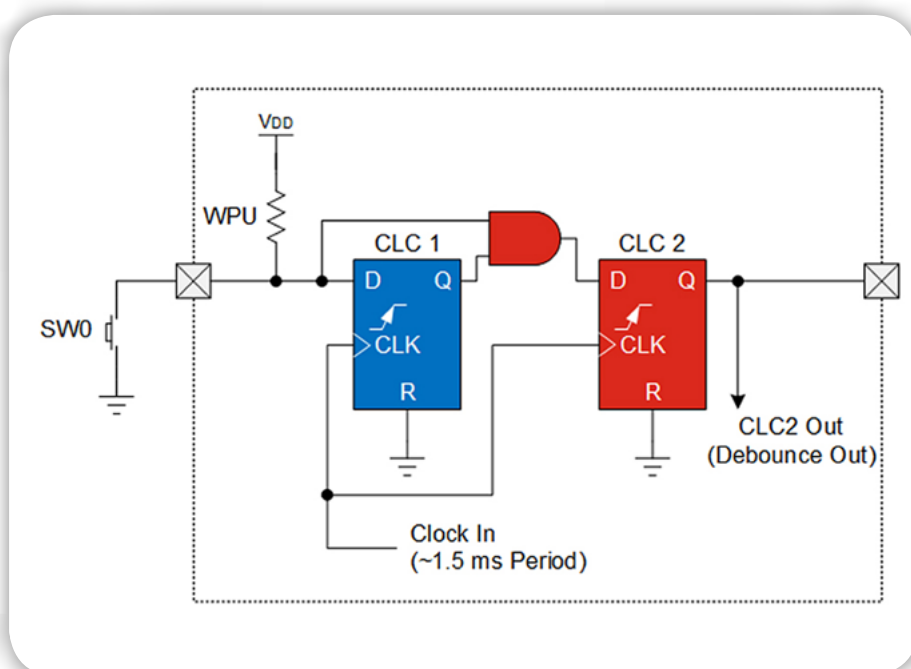 VDD
WPU
SW0
CLC 1
D
Q
CLK
R
CLC 2
D
Q
CLK
R
CLC2 Out
(Debounce Out)
Clock In
(~1.5 ms Period)